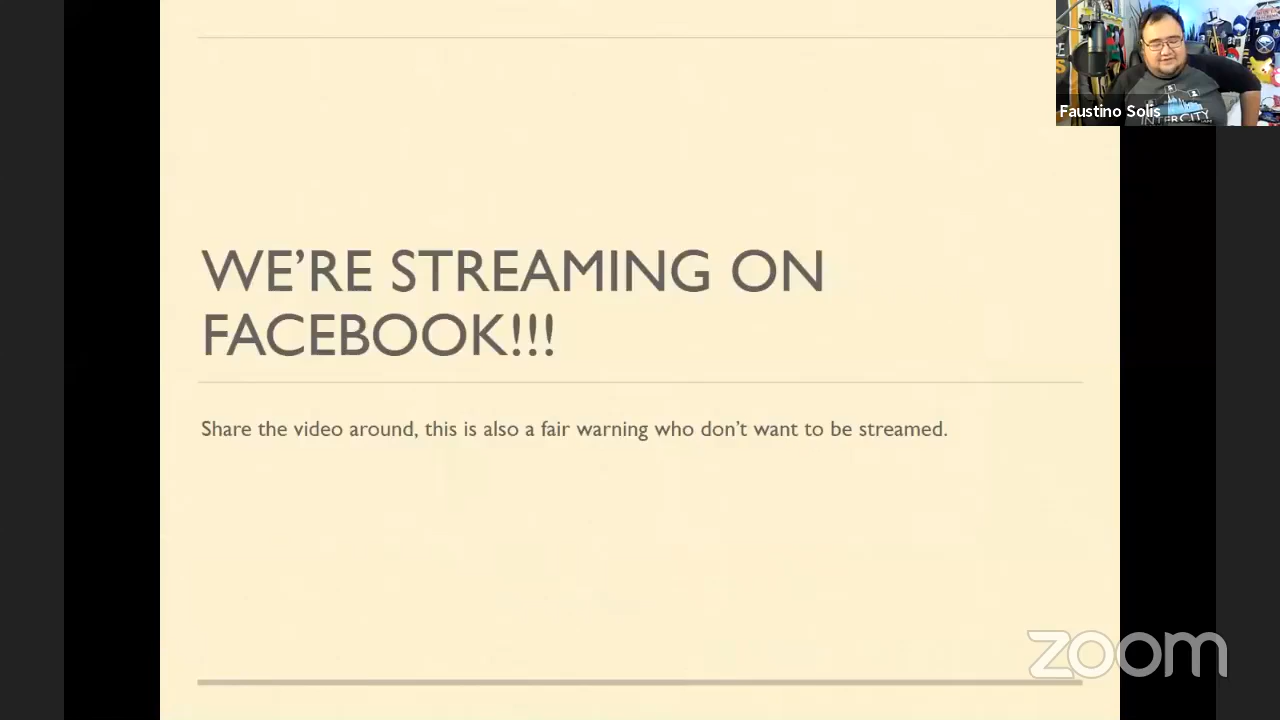 Faustino Solis
INTERCITY
WE'RE STREAMING ON
FACEBOOK!!!
Share the video around, this is also a fair warning who don't want to be streamed.
zoom